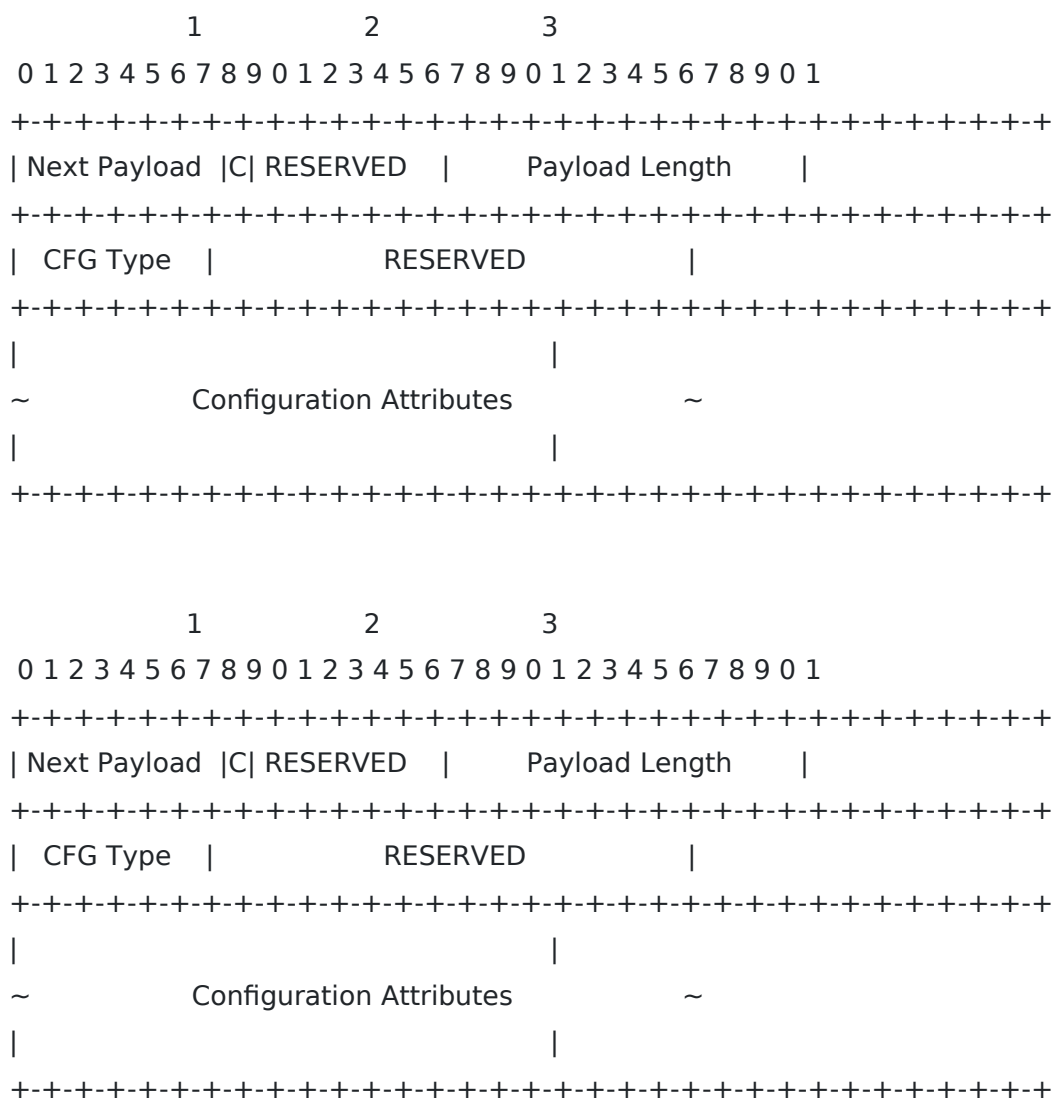 1 2 3
0 1 2 3 4 5 6 7 8 9 0 1 2 3 4 5 6 7 8 9 0 1 2 3 4 5 6 7 8 9 0 1
+-+-+-+-+-+-+-+-+-+-+-+-+-+-+-+-+-+-+-+-+-+-+-+-+-+-+-+-+-+-+-+-+
| Next Payload |C| RESERVED | Payload Length |
+-+-+-+-+-+-+-+-+-+-+-+-+-+-+-+-+-+-+-+-+-+-+-+-+-+-+-+-+-+-+-+-+
| CFG Type | RESERVED |
+-+-+-+-+-+-+-+-+-+-+-+-+-+-+-+-+-+-+-+-+-+-+-+-+-+-+-+-+-+-+-+-+
| |
~ Configuration Attributes ~
| |
+-+-+-+-+-+-+-+-+-+-+-+-+-+-+-+-+-+-+-+-+-+-+-+-+-+-+-+-+-+-+-+-+
1 2 3
0 1 2 3 4 5 6 7 8 9 0 1 2 3 4 5 6 7 8 9 0 1 2 3 4 5 6 7 8 9 0 1
+-+-+-+-+-+-+-+-+-+-+-+-+-+-+-+-+-+-+-+-+-+-+-+-+-+-+-+-+-+-+-+-+
| Next Payload |C| RESERVED | Payload Length |
+-+-+-+-+-+-+-+-+-+-+-+-+-+-+-+-+-+-+-+-+-+-+-+-+-+-+-+-+-+-+-+-+
| CFG Type | RESERVED |
+-+-+-+-+-+-+-+-+-+-+-+-+-+-+-+-+-+-+-+-+-+-+-+-+-+-+-+-+-+-+-+-+
| |
~ Configuration Attributes ~
| |
+-+-+-+-+-+-+-+-+-+-+-+-+-+-+-+-+-+-+-+-+-+-+-+-+-+-+-+-+-+-+-+-+